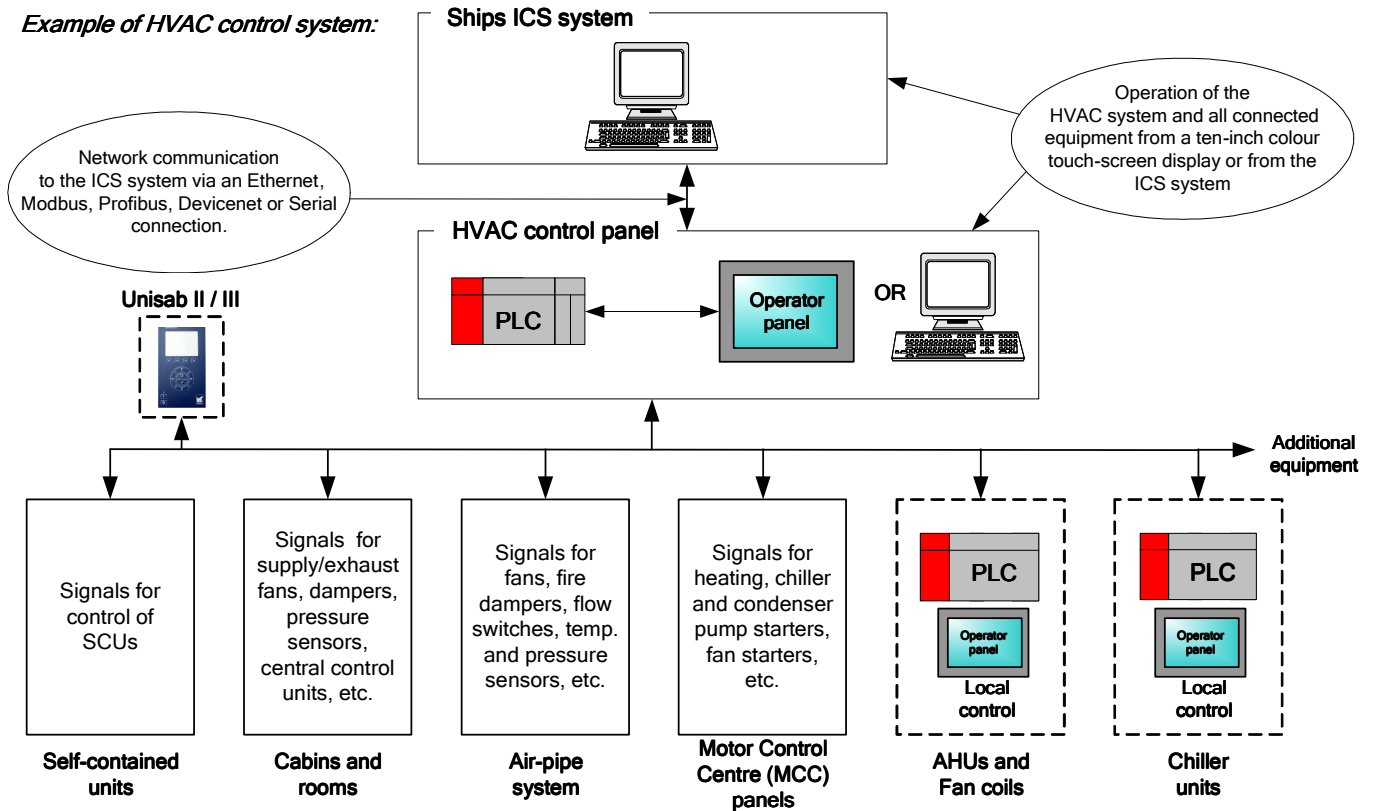 Example of HVAC control system:
Ships ICS system
Operation of the
HVAC system and all connected
equipment from a ten-inch colour
touch-screen display or from the
ICS system
Network communication
to the ICS system via an Ethernet,
Modbus, Profibus, Devicenet or Serial
connection.
HVAC control panel
PLC
Operator
panel
OR
Unisab II / III
Additional
equipment
Signals for
control of
SCUs
Self-contained
units
Signals for
supply/exhaust
fans, dampers,
pressure
sensors,
central control
units, etc.
Cabins and
rooms
Signals for
fans, fire
dampers, flow
switches, temp.
and pressure
sensors, etc.
Air-pipe
system
Signals for
heating, chiller
and condenser
pump starters,
fan starters,
etc.
Motor Control
Centre (MCC)
panels
PLC
Operator
panel
Local
control
AHUs and
Fan coils
PLC
Operator
panel
Local
control
Chiller
units